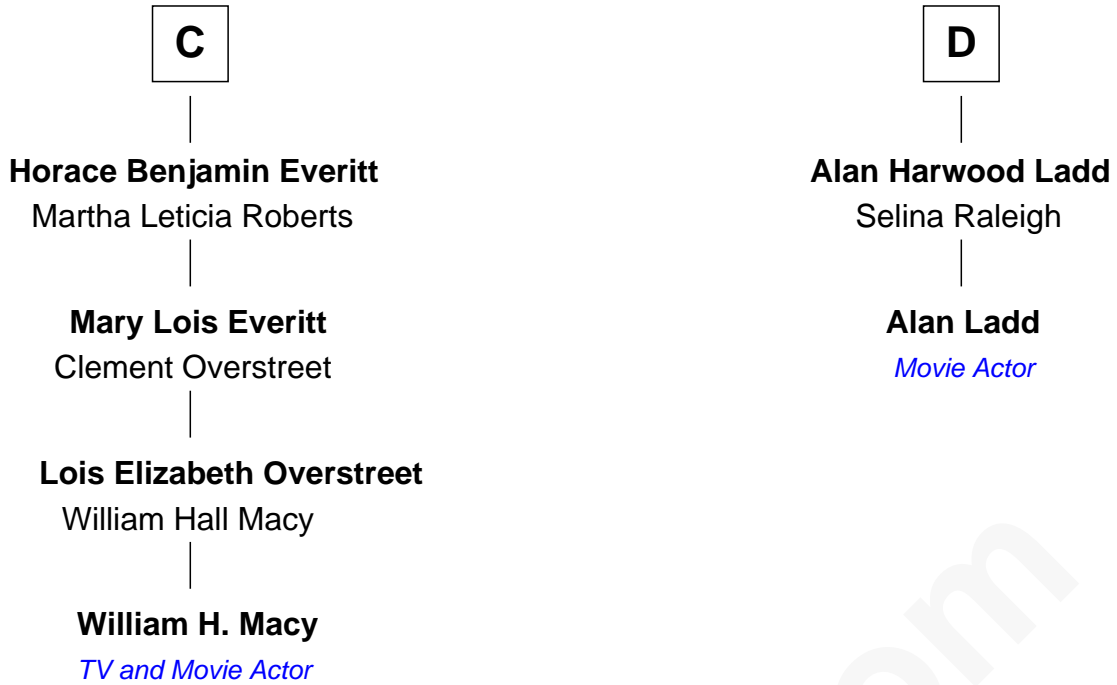 C
Horace Benjamin Everitt
Martha Leticia Roberts
Mary Lois Everitt
Clement Overstreet
Lois Elizabeth Overstreet
William Hall Macy
William H. Macy
TV and Movie Actor
D
Alan Harwood Ladd
Selina Raleigh
Alan Ladd
Movie Actor
om